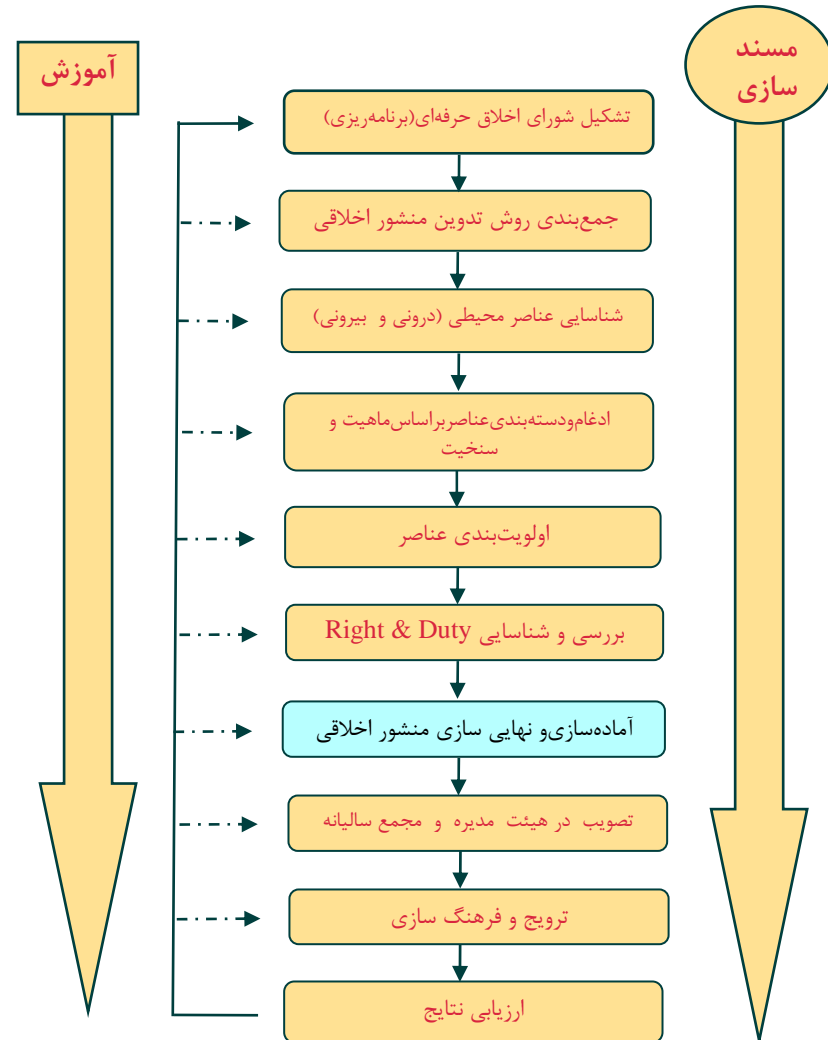 مسند
سازی
آموزش
تشکیل شورای اخلاق حرفه‌ای(برنامه‌ریزی)
جمع‌بندی روش تدوین منشور اخلاقی
شناسایی عناصر محیطی (درونی و بیرونی)
ادغام‌ودسته‌بندی‌عناصربراساس‌ماهیت و
سنخیت
اولویت‌بندی عناصر
بررسی و شناسایی Right & Duty
آماده‌سازی‌و نهایی سازی منشور اخلاقی
تصویب در هیئت مدیره و مجمع سالیانه
ترویج و فرهنگ سازی
ارزیابی نتایج